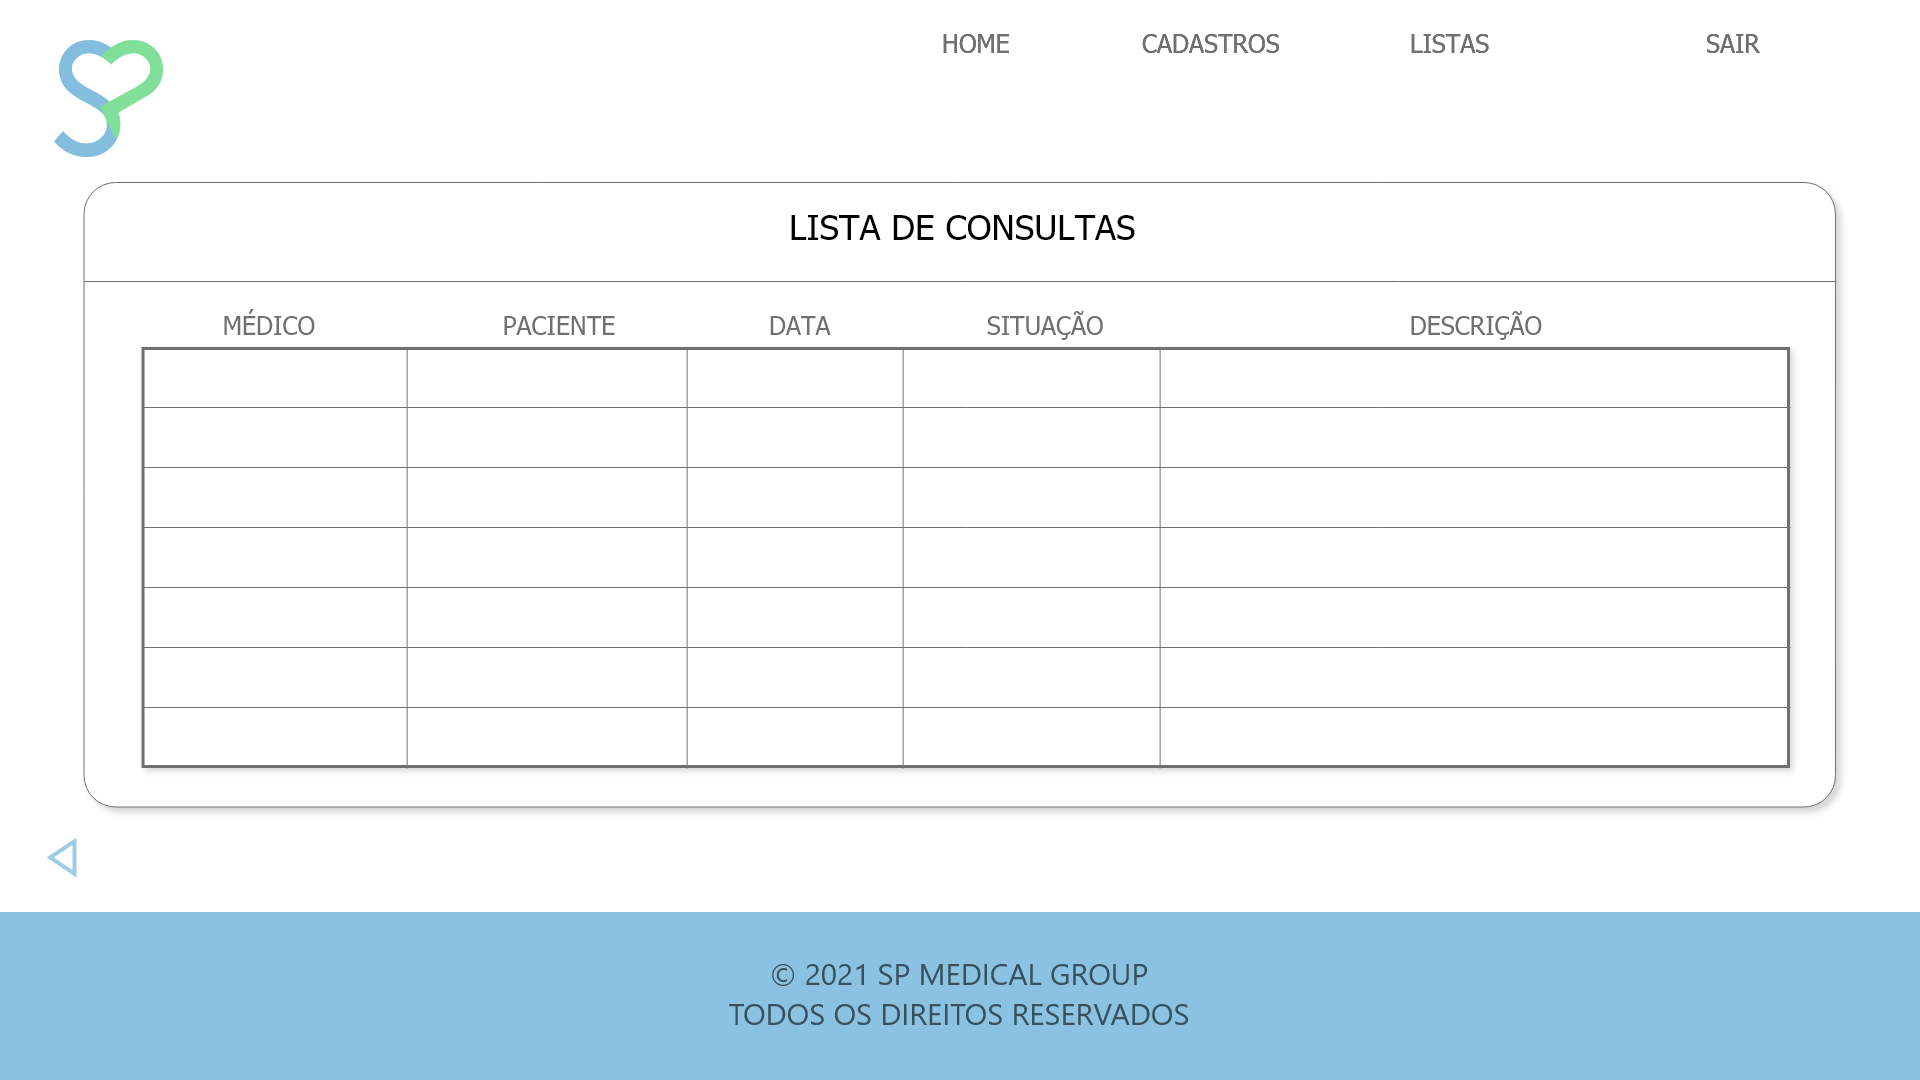 HOME CADASTROS LISTAS SAIR
SP
LISTA DE CONSULTAS
MÉDICO PACIENTE DATA SITUAÇÃO DESCRIÇÃO
© 2021 SP MEDICAL GROUP
TODOS OS DIREITOS RESERVADOS